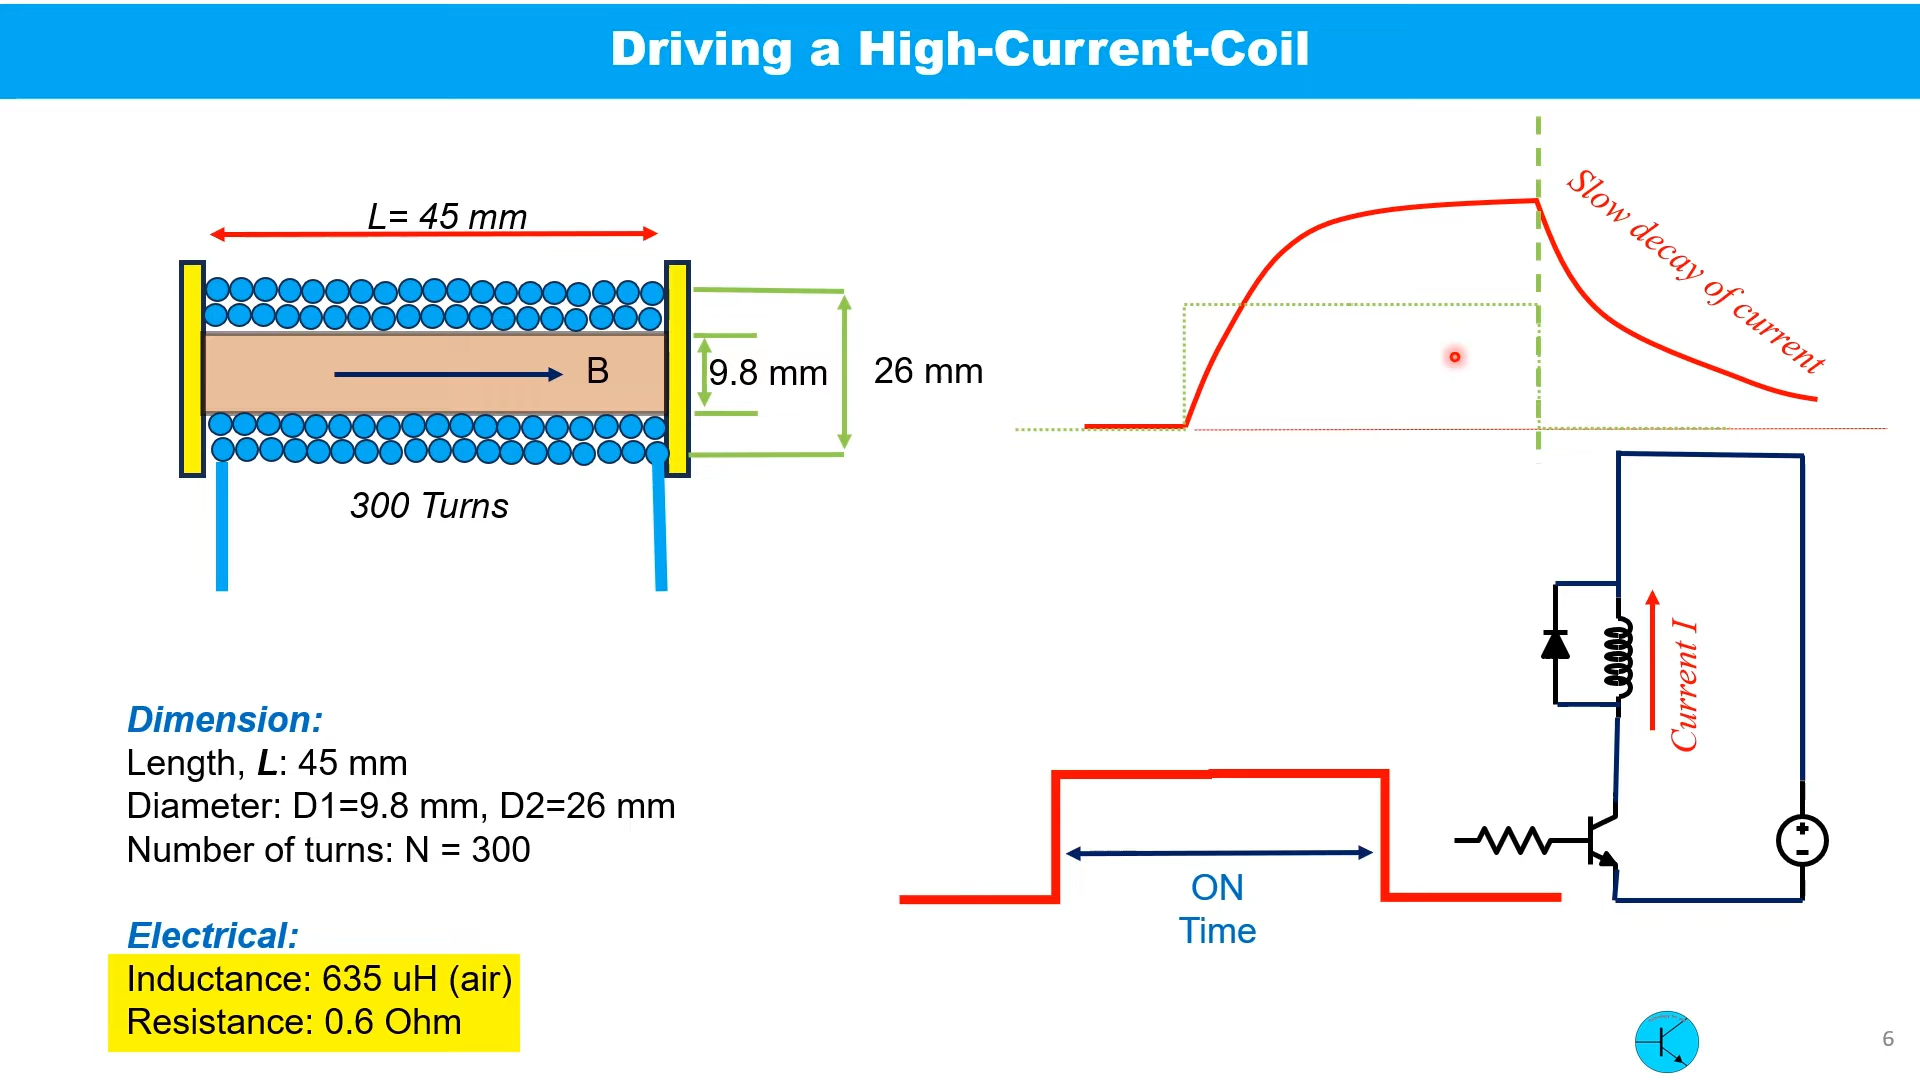 Driving a High-Current-Coil
L= 45 mm
B
9.8 mm
26 mm
300 Turns
Slow decay of current
Current I
+
-
ON
Time
Dimension:
Length, L: 45 mm
Diameter: D1=9.8 mm, D2=26 mm
Number of turns: N = 300
Electrical:
Inductance: 635 uH (air)
Resistance: 0.6 Ohm
6